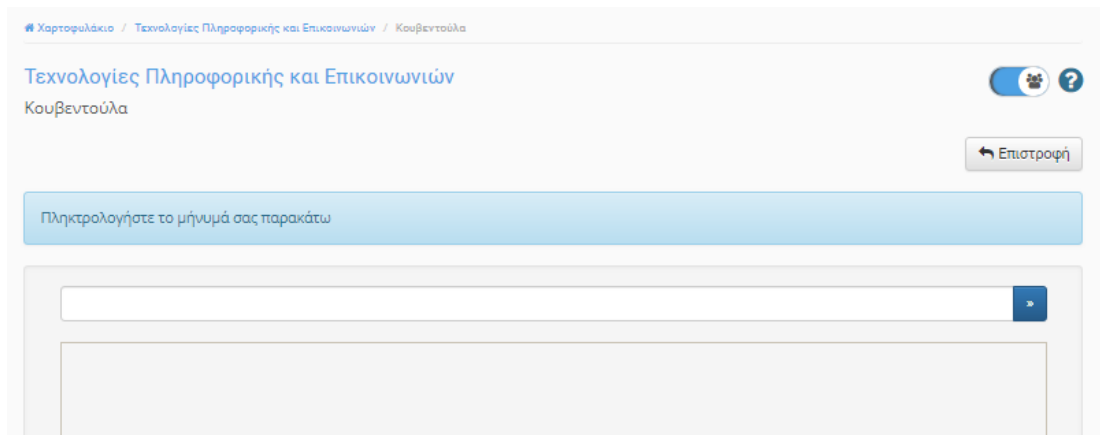 Χαρτοφυλάκιο / Τεχνολογίες Πληροφορικής και Επικοινωνιών / Κουβεντούλα
Τεχνολογίες Πληροφορικής και Επικοινωνιών
Κουβεντούλα
Επιστροφή
Πληκτρολογήστε το μήνυμά σας παρακάτω
»